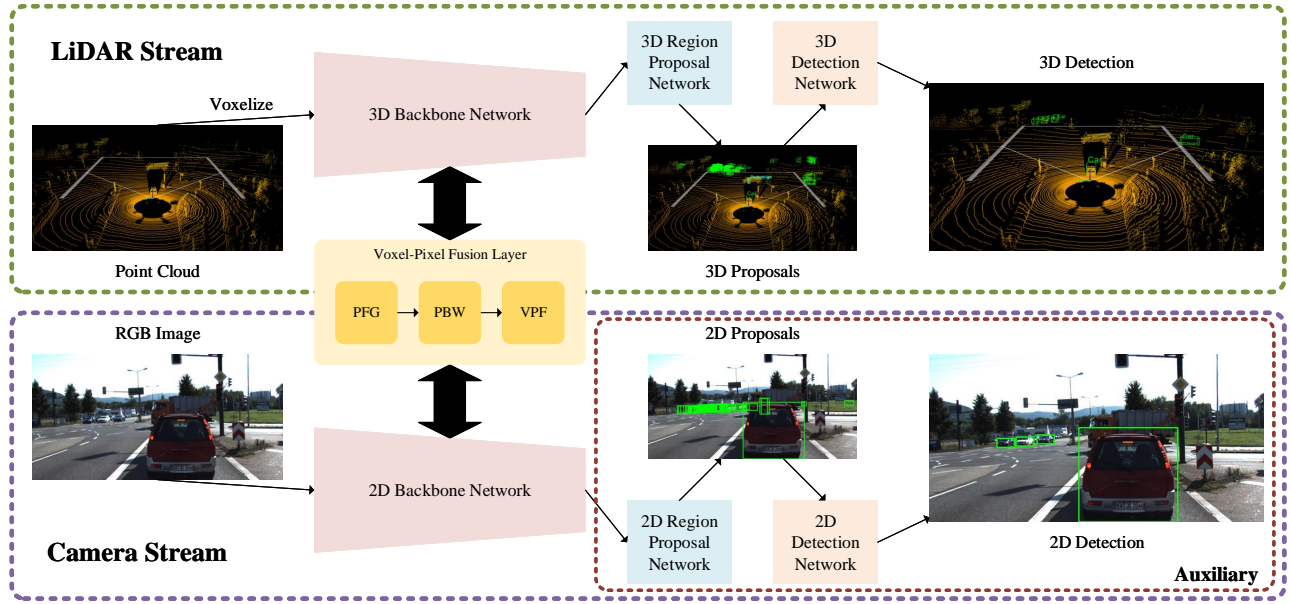 LiDAR Stream
Voxelize
3D Backbone Network
3D Region
Proposal
Network
3D
Detection
Network
3D Detection
Point Cloud
3D Proposals
Car
Car
Voxel-Pixel Fusion Layer
PFG
PBW
VPF
RGB Image
2D Proposals
2D Backbone Network
2D Region
Proposal
Network
2D
Detection
Network
2D Detection
Camera Stream
Auxiliary